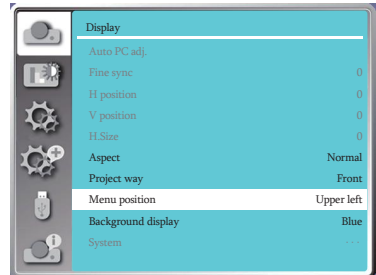 Display
Auto PC adj.
Fine sync 0
H position 0
V position 0
H.Size 0
Aspect Normal
Project way Front
Menu position Upper left
Background display Blue
System ...